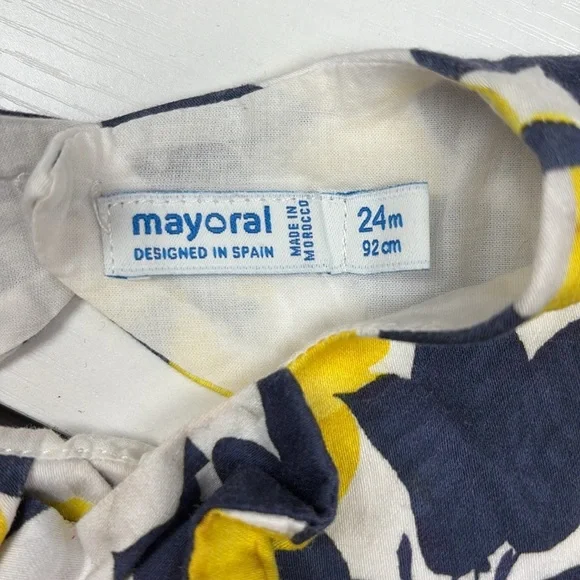 mayoral
DESIGNED IN SPAIN
MADE IN
MOROCCO
24m
92cm